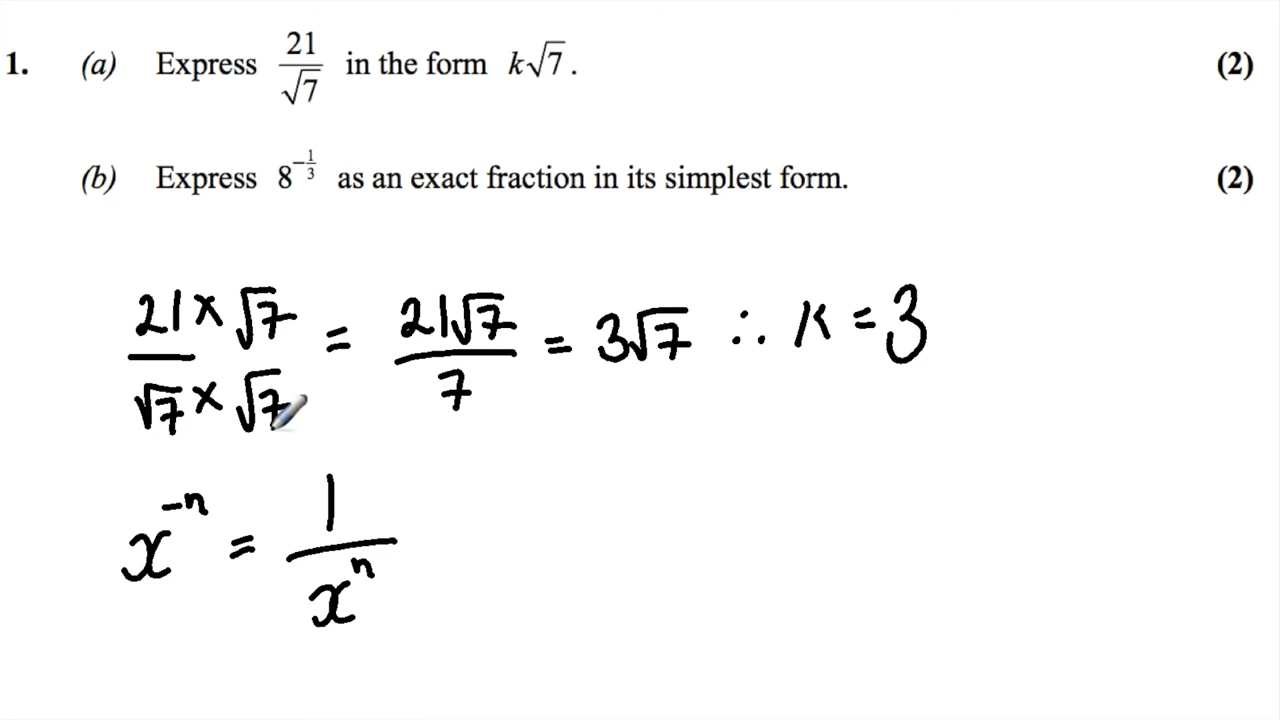 1. (a) Express 21/√7 in the form k√7. (2)
(b) Express 8^(-1/3) as an exact fraction in its simplest form. (2)
21 × √7 / √7 × √7 = 21√7 / 7 = 3√7 ∴ K = 3
x^(-n) = 1 / x^n